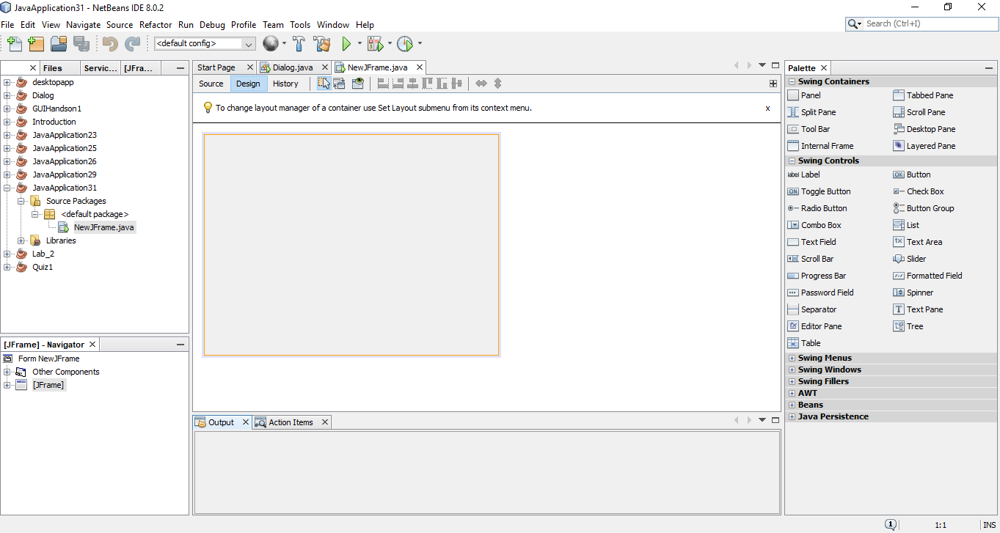 JavaApplication31 - NetBeans IDE 8.0.2
File Edit View Navigate Source Refactor Run Debug Profile Team Tools Window Help
Search (Ctrl+I)
<default config>
Files Servic... [JFra...
desktopapp
Dialog
GUIHandson1
Introduction
JavaApplication23
JavaApplication25
JavaApplication26
JavaApplication29
JavaApplication31
Source Packages
<default package>
NewJFrame.java
Libraries
Lab_2
Quiz1
[JFrame] - Navigator
Form NewJFrame
Other Components
[JFrame]
Start Page Dialog.java NewJFrame.java
Source Design History
To change layout manager of a container use Set Layout submenu from its context menu. x
Output Action Items
Palette
Swing Containers
Panel Tabbed Pane
Split Pane Scroll Pane
Tool Bar Desktop Pane
Internal Frame Layered Pane
Swing Controls
label Label OK Button
ON Toggle Button Check Box
Radio Button Button Group
Combo Box List
Text Field Text Area
Scroll Bar Slider
Progress Bar Formatted Field
Password Field Spinner
Separator T Text Pane
Editor Pane Tree
Table
Swing Menus
Swing Windows
Swing Fillers
AWT
Beans
Java Persistence
1 1:1 INS